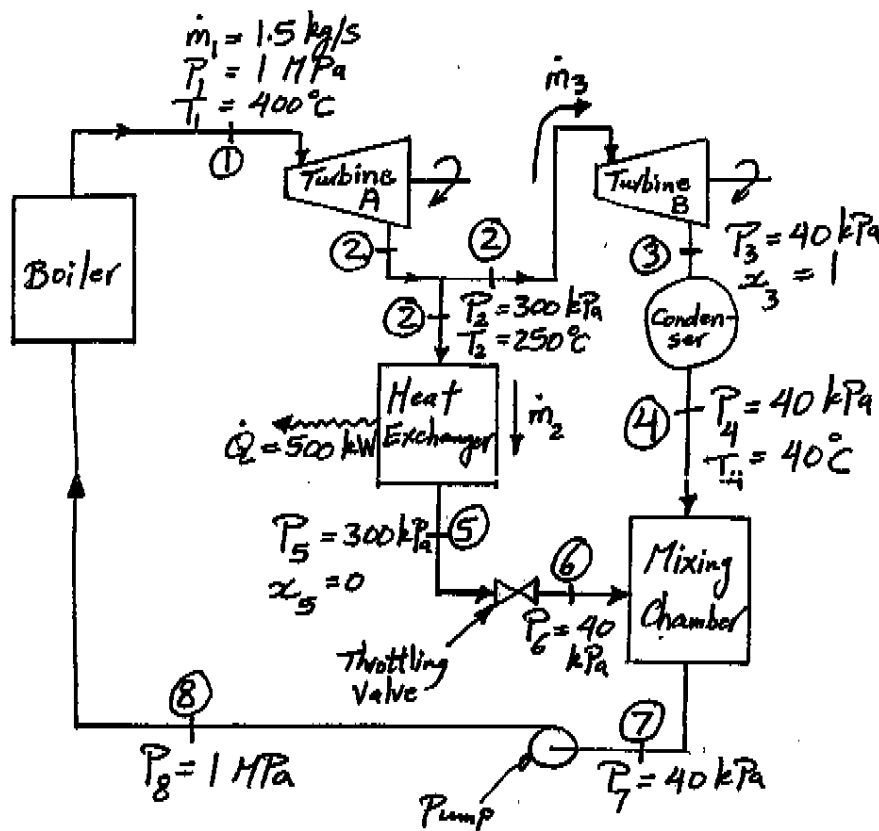 ṁ₁ = 1.5 kg/s
P₁ = 1 MPa
T₁ = 400°C
①
Turbine
A
ṁ₃
Turbine
B
Boiler
②
②
②
P₂ = 300 kPa
T₂ = 250°C
③
P₃ = 40 kPa
x₃ = 1
Conden-
ser
Heat
Exchanger
Q̇ = 500 kW
ṁ₂
④
P₄ = 40 kPa
T₄ = 40°C
P₅ = 300 kPa
⑤
x₅ = 0
⑥
P₆ = 40
kPa
Mixing
Chamber
Throttling
Valve
⑧
P₈ = 1 MPa
⑦
P₇ = 40 kPa
Pump